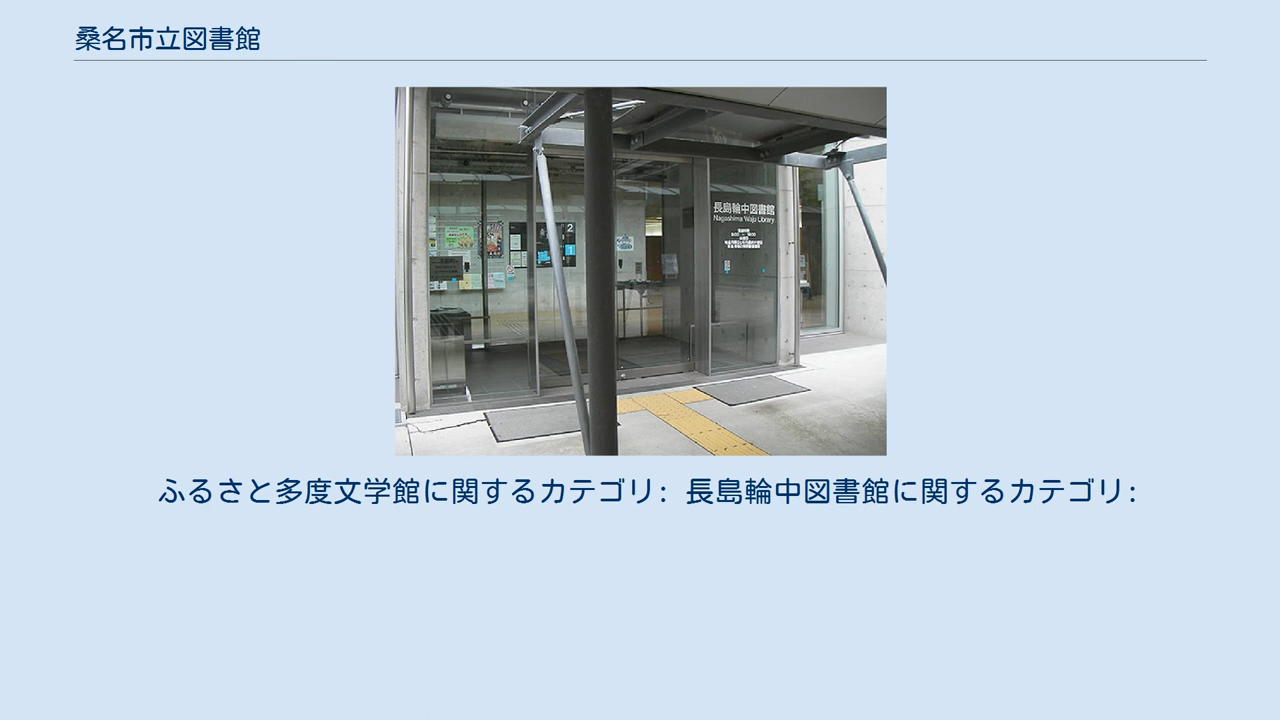 桑名市立図書館
長島輪中図書館
Nagashima Waju Library
2
1
ふるさと多度文学館に関するカテゴリ: 長島輪中図書館に関するカテゴリ: